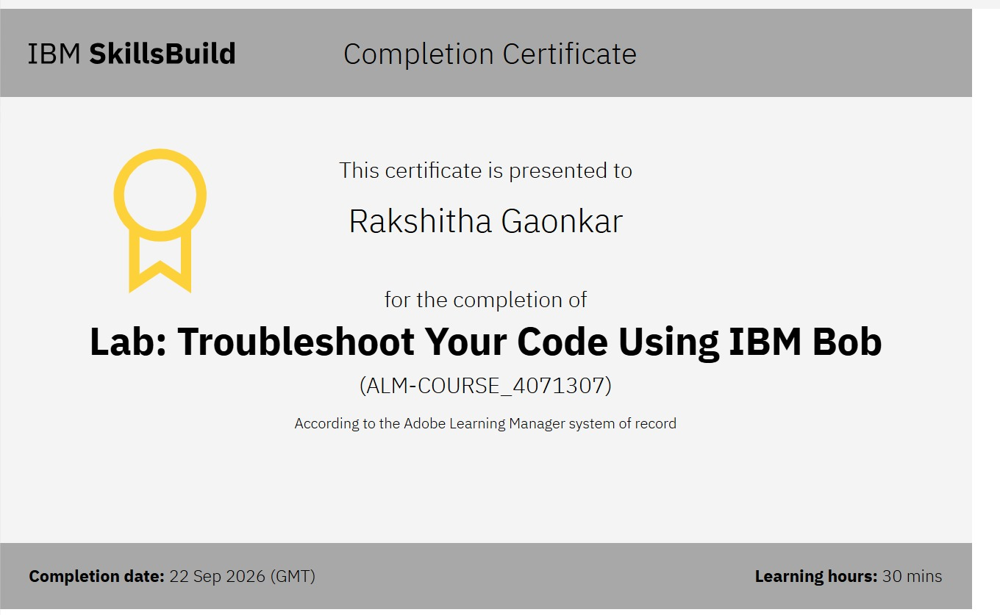 IBM SkillsBuild
Completion Certificate
This certificate is presented to
Rakshitha Gaonkar
for the completion of
Lab: Troubleshoot Your Code Using IBM Bob
(ALM-COURSE_4071307)
According to the Adobe Learning Manager system of record
Completion date: 22 Sep 2026 (GMT)
Learning hours: 30 mins